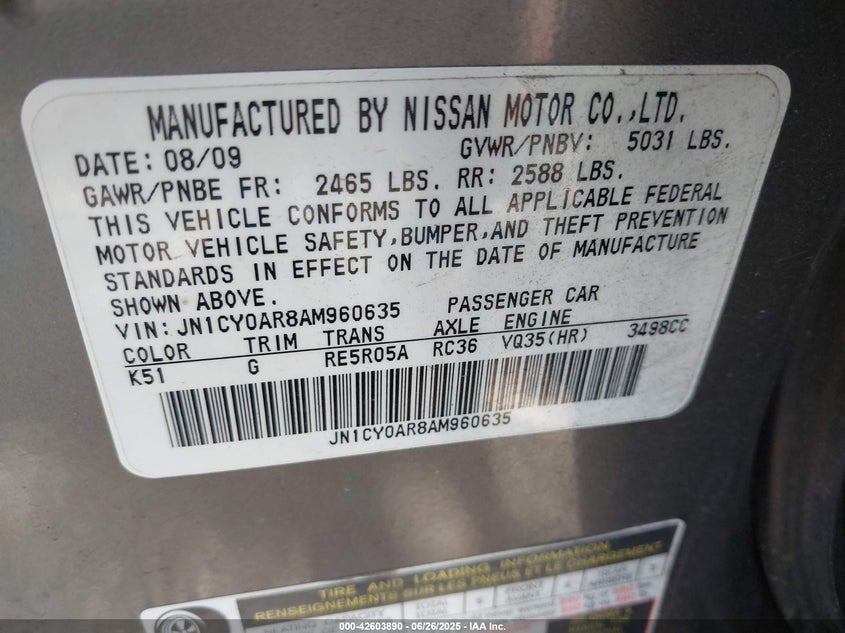 MANUFACTURED BY NISSAN MOTOR CO.,LTD.
DATE: 08/09 GVWR/PNBV: 5031 LBS.
GAWR/PNBE FR: 2465 LBS. RR: 2588 LBS.
THIS VEHICLE CONFORMS TO ALL APPLICABLE FEDERAL
MOTOR VEHICLE SAFETY,BUMPER,AND THEFT PREVENTION
STANDARDS IN EFFECT ON THE DATE OF MANUFACTURE
SHOWN ABOVE.
VIN: JN1CY0AR8AM960635 PASSENGER CAR
COLOR TRIM TRANS AXLE ENGINE
K51 G RE5R05A RC36 VQ35(HR) 3498CC
JN1CY0AR8AM960635
TIRE AND LOADING INFORMATION
RENSEIGNEMENTS SUR LES PNEUS ET LE CHARGEMENT
000-42603890 - 06/26/2025 - IAA Inc.